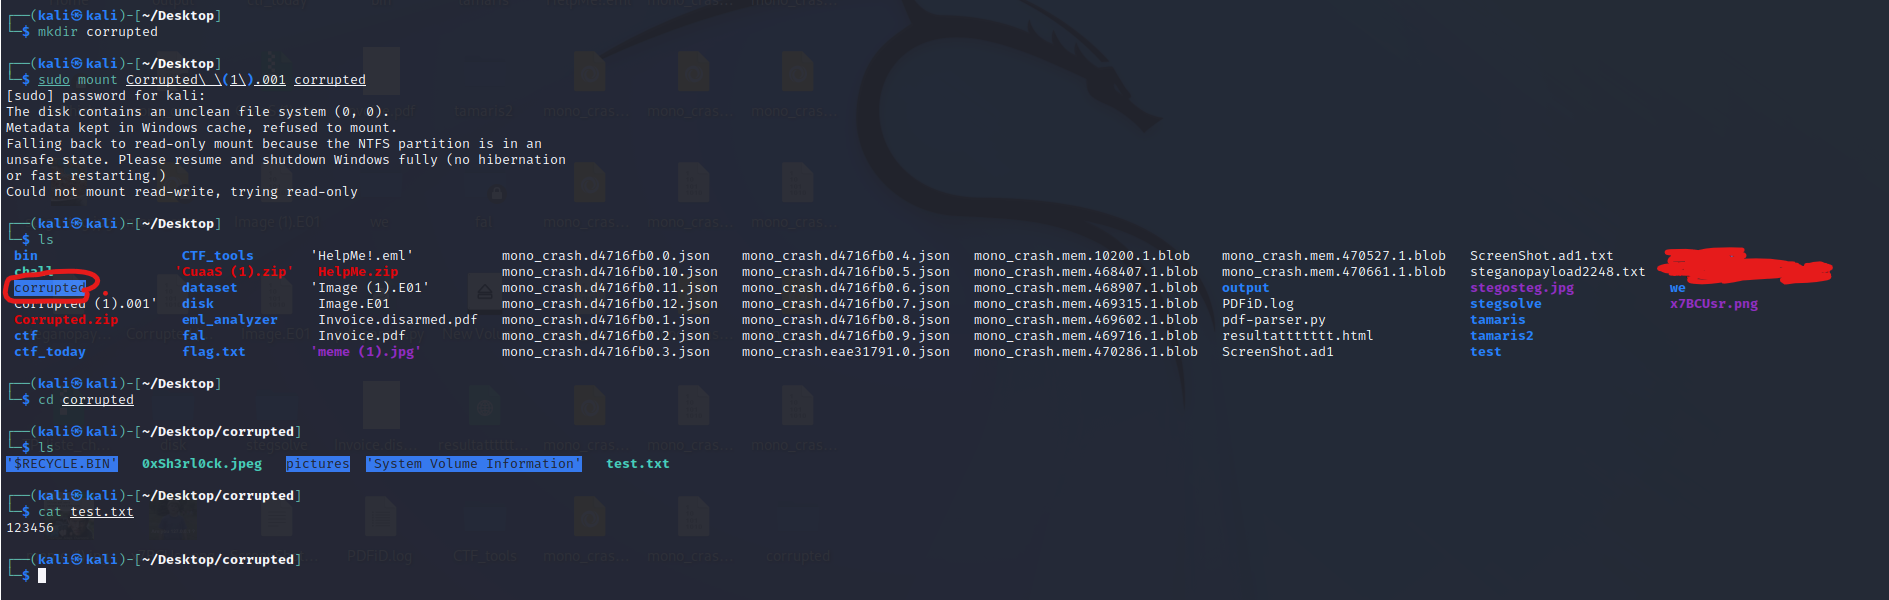 ┌──(kali㉿kali)-[~/Desktop]
└─$ mkdir corrupted
┌──(kali㉿kali)-[~/Desktop]
└─$ sudo mount Corrupted\ \(1\).001 corrupted
[sudo] password for kali:
The disk contains an unclean file system (0, 0).
Metadata kept in Windows cache, refused to mount.
Falling back to read-only mount because the NTFS partition is in an
unsafe state. Please resume and shutdown Windows fully (no hibernation
or fast restarting.)
Could not mount read-write, trying read-only
┌──(kali㉿kali)-[~/Desktop]
└─$ ls
bin CTF_tools 'HelpMe!.eml' mono_crash.d4716fb0.0.json mono_crash.d4716fb0.4.json mono_crash.mem.10200.1.blob mono_crash.mem.470527.1.blob ScreenShot.ad1.txt
chall 'CuaaS (1).zip' HelpMe.zip mono_crash.d4716fb0.10.json mono_crash.d4716fb0.5.json mono_crash.mem.468407.1.blob mono_crash.mem.470661.1.blob steganopayload2248.txt
corrupted dataset 'Image (1).E01' mono_crash.d4716fb0.11.json mono_crash.d4716fb0.6.json mono_crash.mem.468907.1.blob output stegosteg.jpg we
'Corrupted (1).001' disk Image.E01 mono_crash.d4716fb0.12.json mono_crash.d4716fb0.7.json mono_crash.mem.469315.1.blob PDFiD.log stegsolve x7BCUsr.png
Corrupted.zip eml_analyzer Invoice.disarmed.pdf mono_crash.d4716fb0.1.json mono_crash.d4716fb0.8.json mono_crash.mem.469602.1.blob pdf-parser.py tamaris
ctf fal Invoice.pdf mono_crash.d4716fb0.2.json mono_crash.d4716fb0.9.json mono_crash.mem.469716.1.blob resultattttttt.html tamaris2
ctf_today flag.txt 'meme (1).jpg' mono_crash.d4716fb0.3.json mono_crash.eae31791.0.json mono_crash.mem.470286.1.blob ScreenShot.ad1 test
┌──(kali㉿kali)-[~/Desktop]
└─$ cd corrupted
┌──(kali㉿kali)-[~/Desktop/corrupted]
└─$ ls
'$RECYCLE.BIN' 0xSh3rl0ck.jpeg pictures 'System Volume Information' test.txt
┌──(kali㉿kali)-[~/Desktop/corrupted]
└─$ cat test.txt
123456
┌──(kali㉿kali)-[~/Desktop/corrupted]
└─$